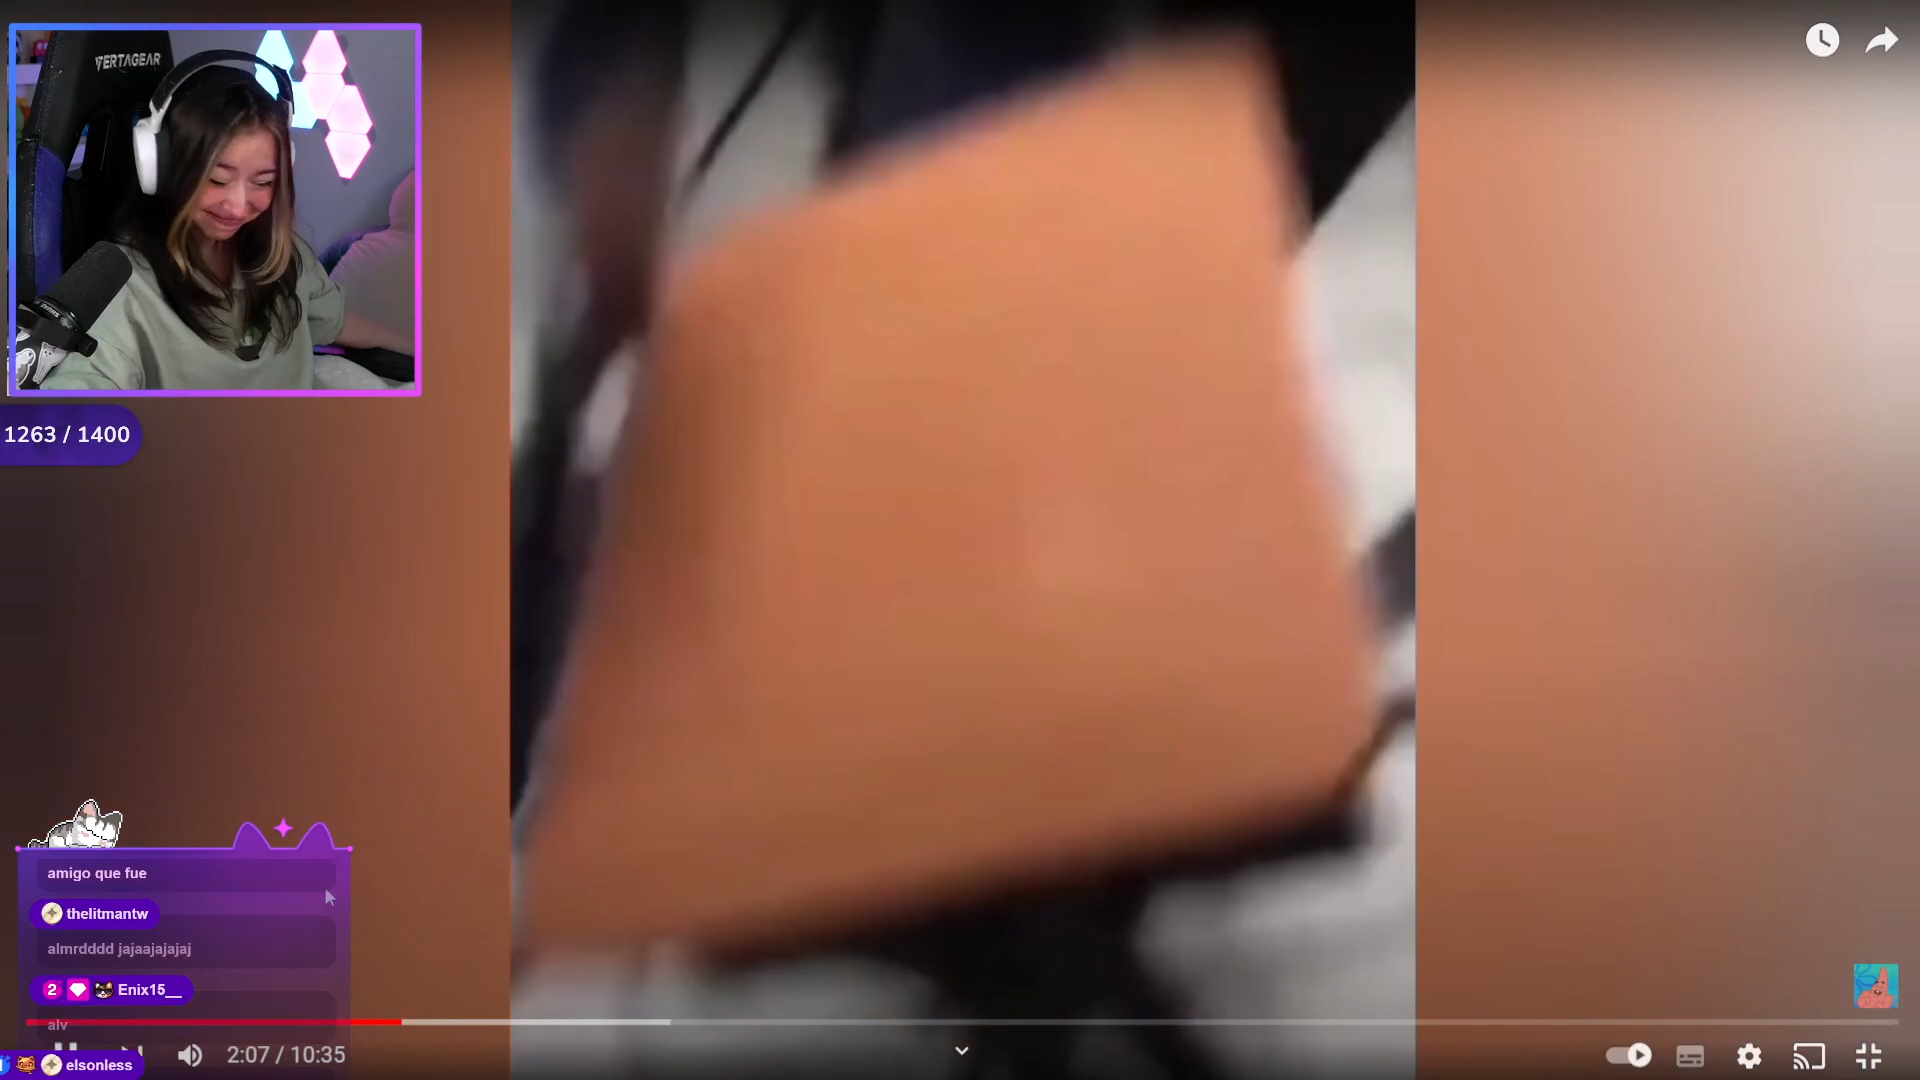 VERTAGEAR
1263 / 1400
amigo que fue
thelitmantw
almrdddd jajaajajajaj
2 Enix15__
alv
2:07 / 10:35
elsonless